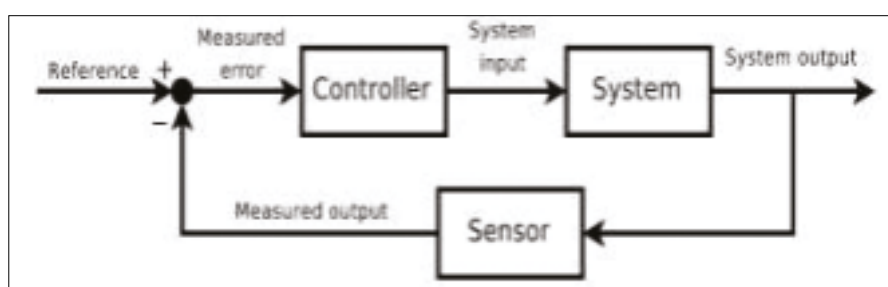 Reference
+
−
Measured
error
Controller
System
input
System
System output
Sensor
Measured output